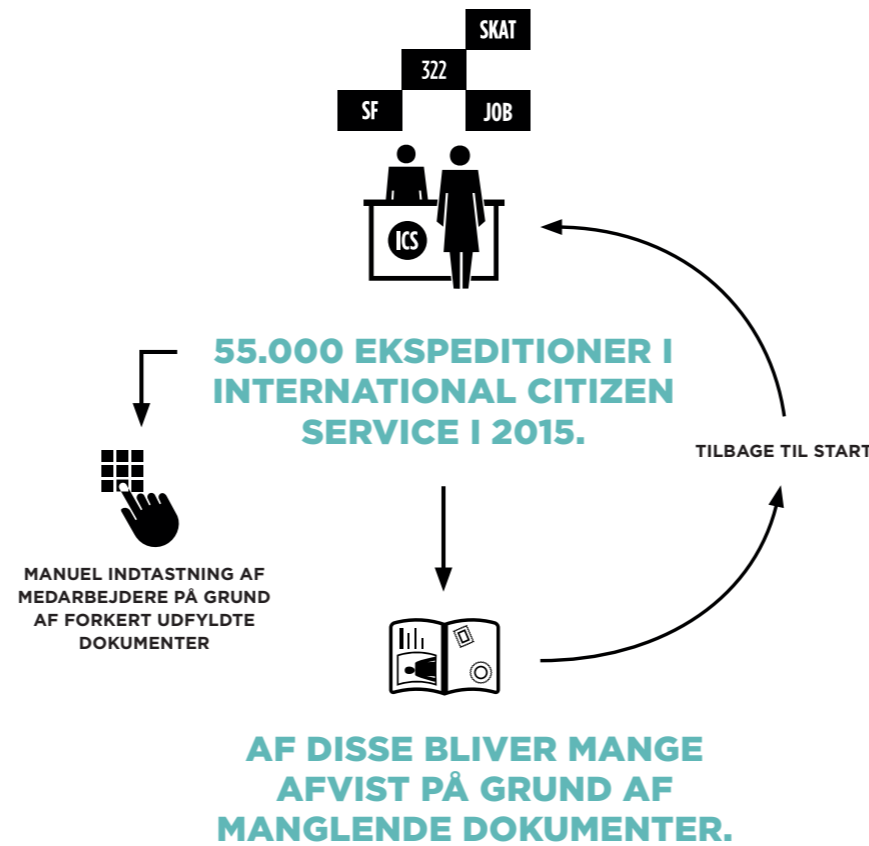 SKAT
322
SF
JOB
ICS
55.000 EKSPEDITIONER I
INTERNATIONAL CITIZEN
SERVICE I 2015.
TILBAGE TIL START
MANUEL INDTASTNING AF
MEDARBEJDERE PÅ GRUND
AF FORKERT UDFYLDTE
DOKUMENTER
AF DISSE BLIVER MANGE
AFVIST PÅ GRUND AF
MANGLENDE DOKUMENTER.